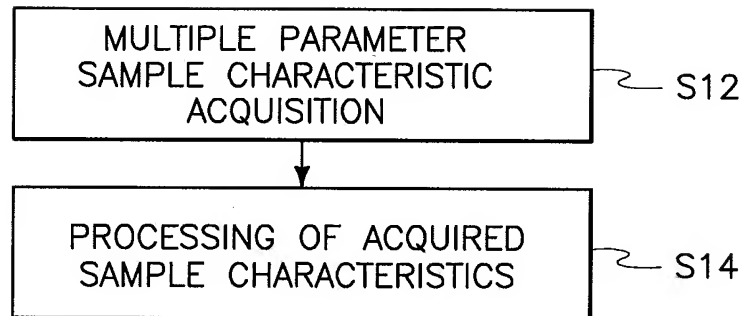 MULTIPLE PARAMETER
SAMPLE CHARACTERISTIC
ACQUISITION
S12
PROCESSING OF ACQUIRED
SAMPLE CHARACTERISTICS
S14